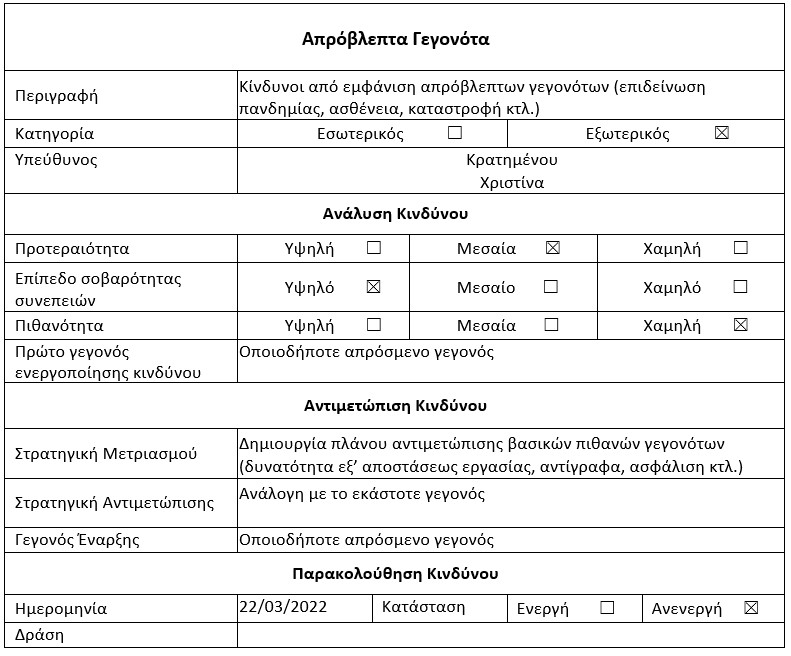 Απρόβλεπτα Γεγονότα
Περιγραφή
Κίνδυνοι από εμφάνιση απρόβλεπτων γεγονότων (επιδείνωση
πανδημίας, ασθένεια, καταστροφή κτλ.)
Κατηγορία Εσωτερικός ☐ Εξωτερικός ☒
Υπεύθυνος Κρατημένου
Χριστίνα
Ανάλυση Κινδύνου
Προτεραιότητα Υψηλή ☐ Μεσαία ☒ Χαμηλή ☐
Επίπεδο σοβαρότητας
συνεπειών
Υψηλό ☒ Μεσαίο ☐ Χαμηλό ☐
Πιθανότητα Υψηλή ☐ Μεσαία ☐ Χαμηλή ☒
Πρώτο γεγονός
ενεργοποίησης κινδύνου
Οποιοδήποτε απρόσμενο γεγονός
Αντιμετώπιση Κινδύνου
Στρατηγική Μετριασμού
Δημιουργία πλάνου αντιμετώπισης βασικών πιθανών γεγονότων
(δυνατότητα εξ’ αποστάσεως εργασίας, αντίγραφα, ασφάλιση κτλ.)
Στρατηγική Αντιμετώπισης Ανάλογη με το εκάστοτε γεγονός
Γεγονός Έναρξης Οποιοδήποτε απρόσμενο γεγονός
Παρακολούθηση Κινδύνου
Ημερομηνία 22/03/2022 Κατάσταση Ενεργή ☐ Ανενεργή ☒
Δράση